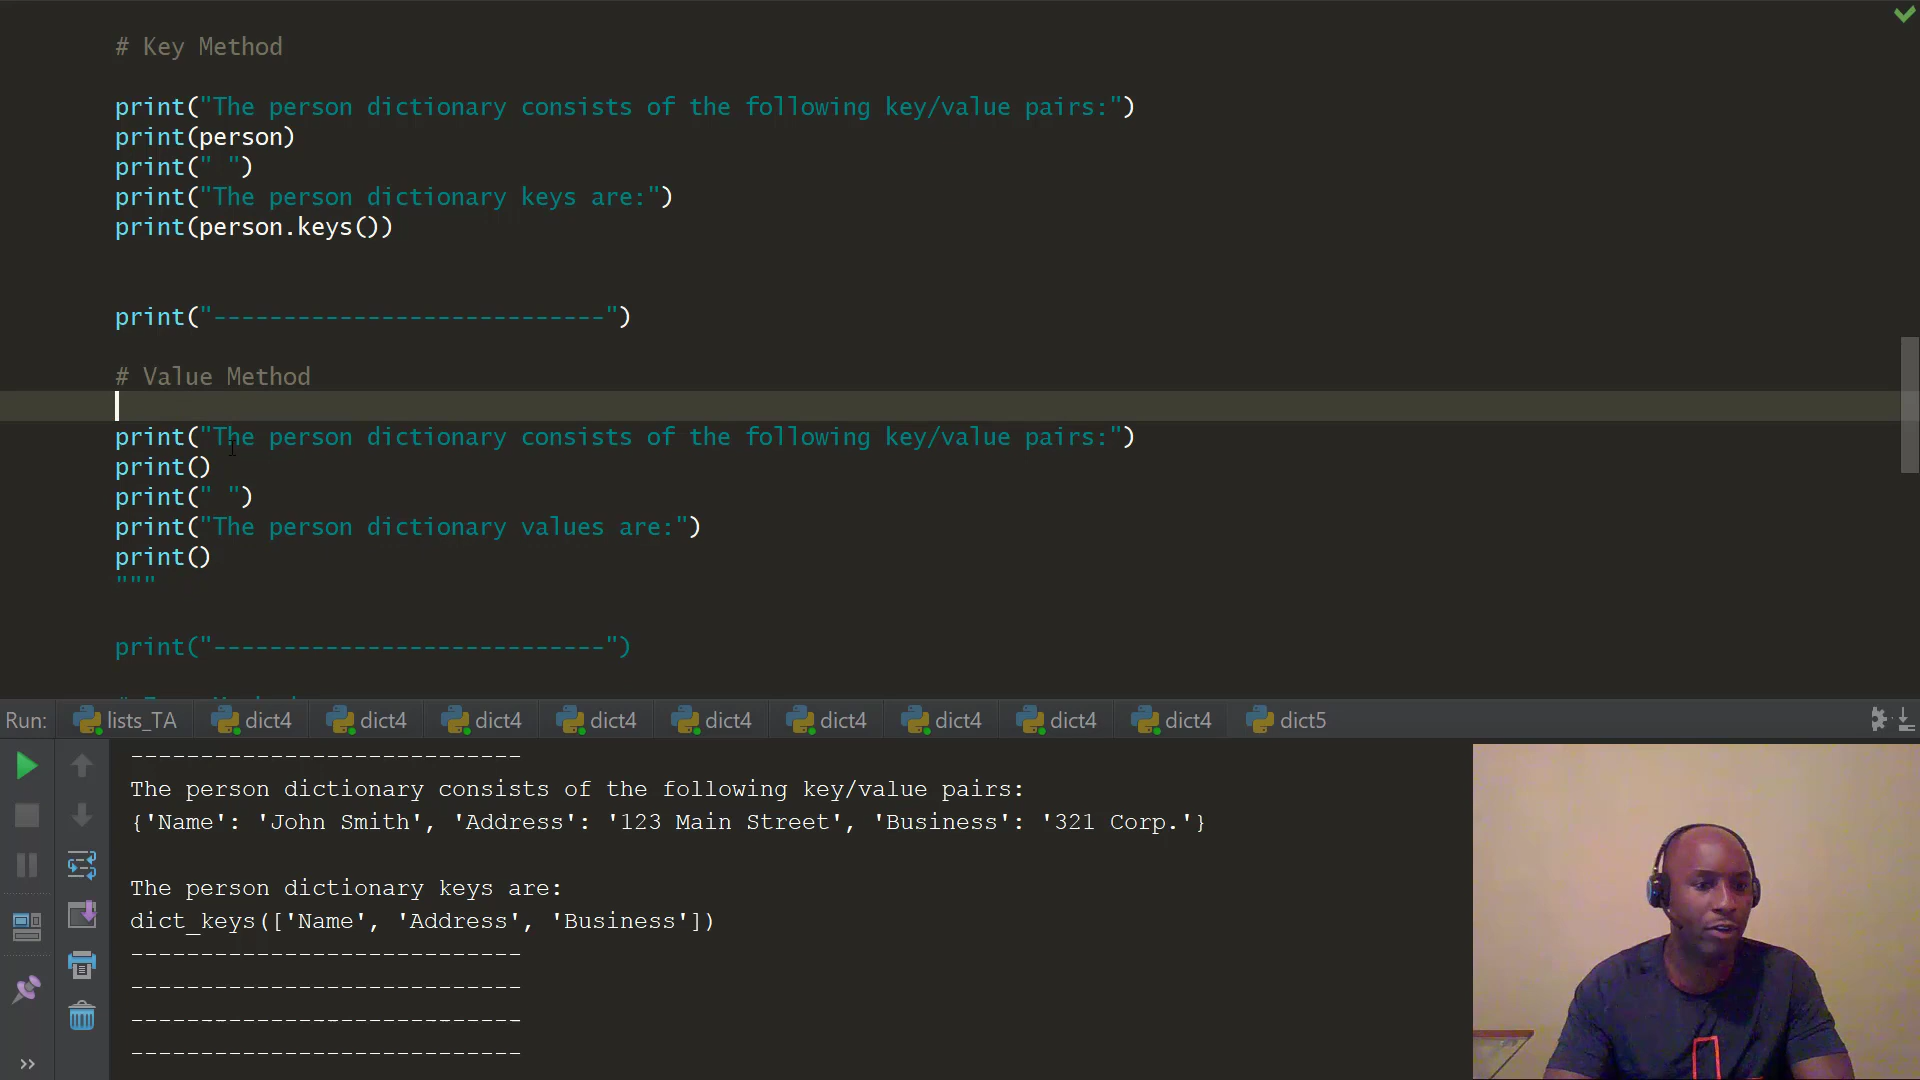 # Key Method
print("The person dictionary consists of the following key/value pairs:")
print(person)
print(" ")
print("The person dictionary keys are:")
print(person.keys())
print("----------------------------")
# Value Method
print("The person dictionary consists of the following key/value pairs:")
print()
print(" ")
print("The person dictionary values are:")
print()
"""
print("----------------------------")
Run: lists_TA dict4 dict4 dict4 dict4 dict4 dict4 dict4 dict4 dict4 dict5
----------------------------
The person dictionary consists of the following key/value pairs:
{'Name': 'John Smith', 'Address': '123 Main Street', 'Business': '321 Corp.'}
The person dictionary keys are:
dict_keys(['Name', 'Address', 'Business'])
----------------------------
----------------------------
----------------------------
----------------------------